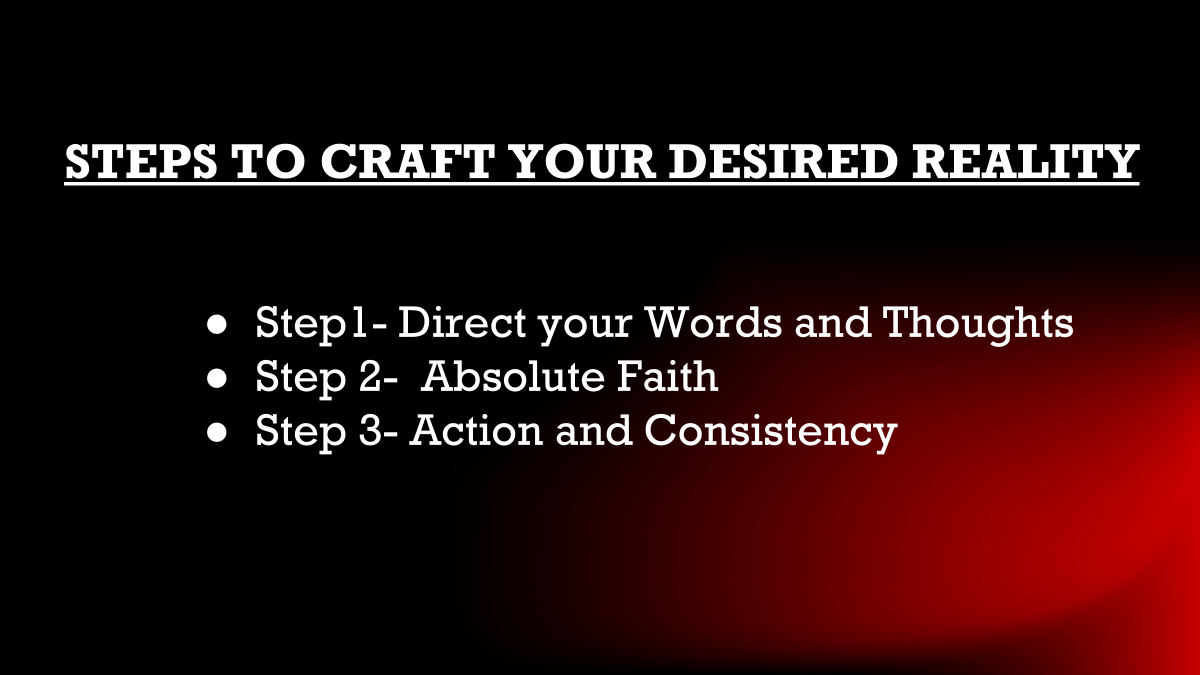 STEPS TO CRAFT YOUR DESIRED REALITY
● Step1- Direct your Words and Thoughts
● Step 2-  Absolute Faith
● Step 3- Action and Consistency